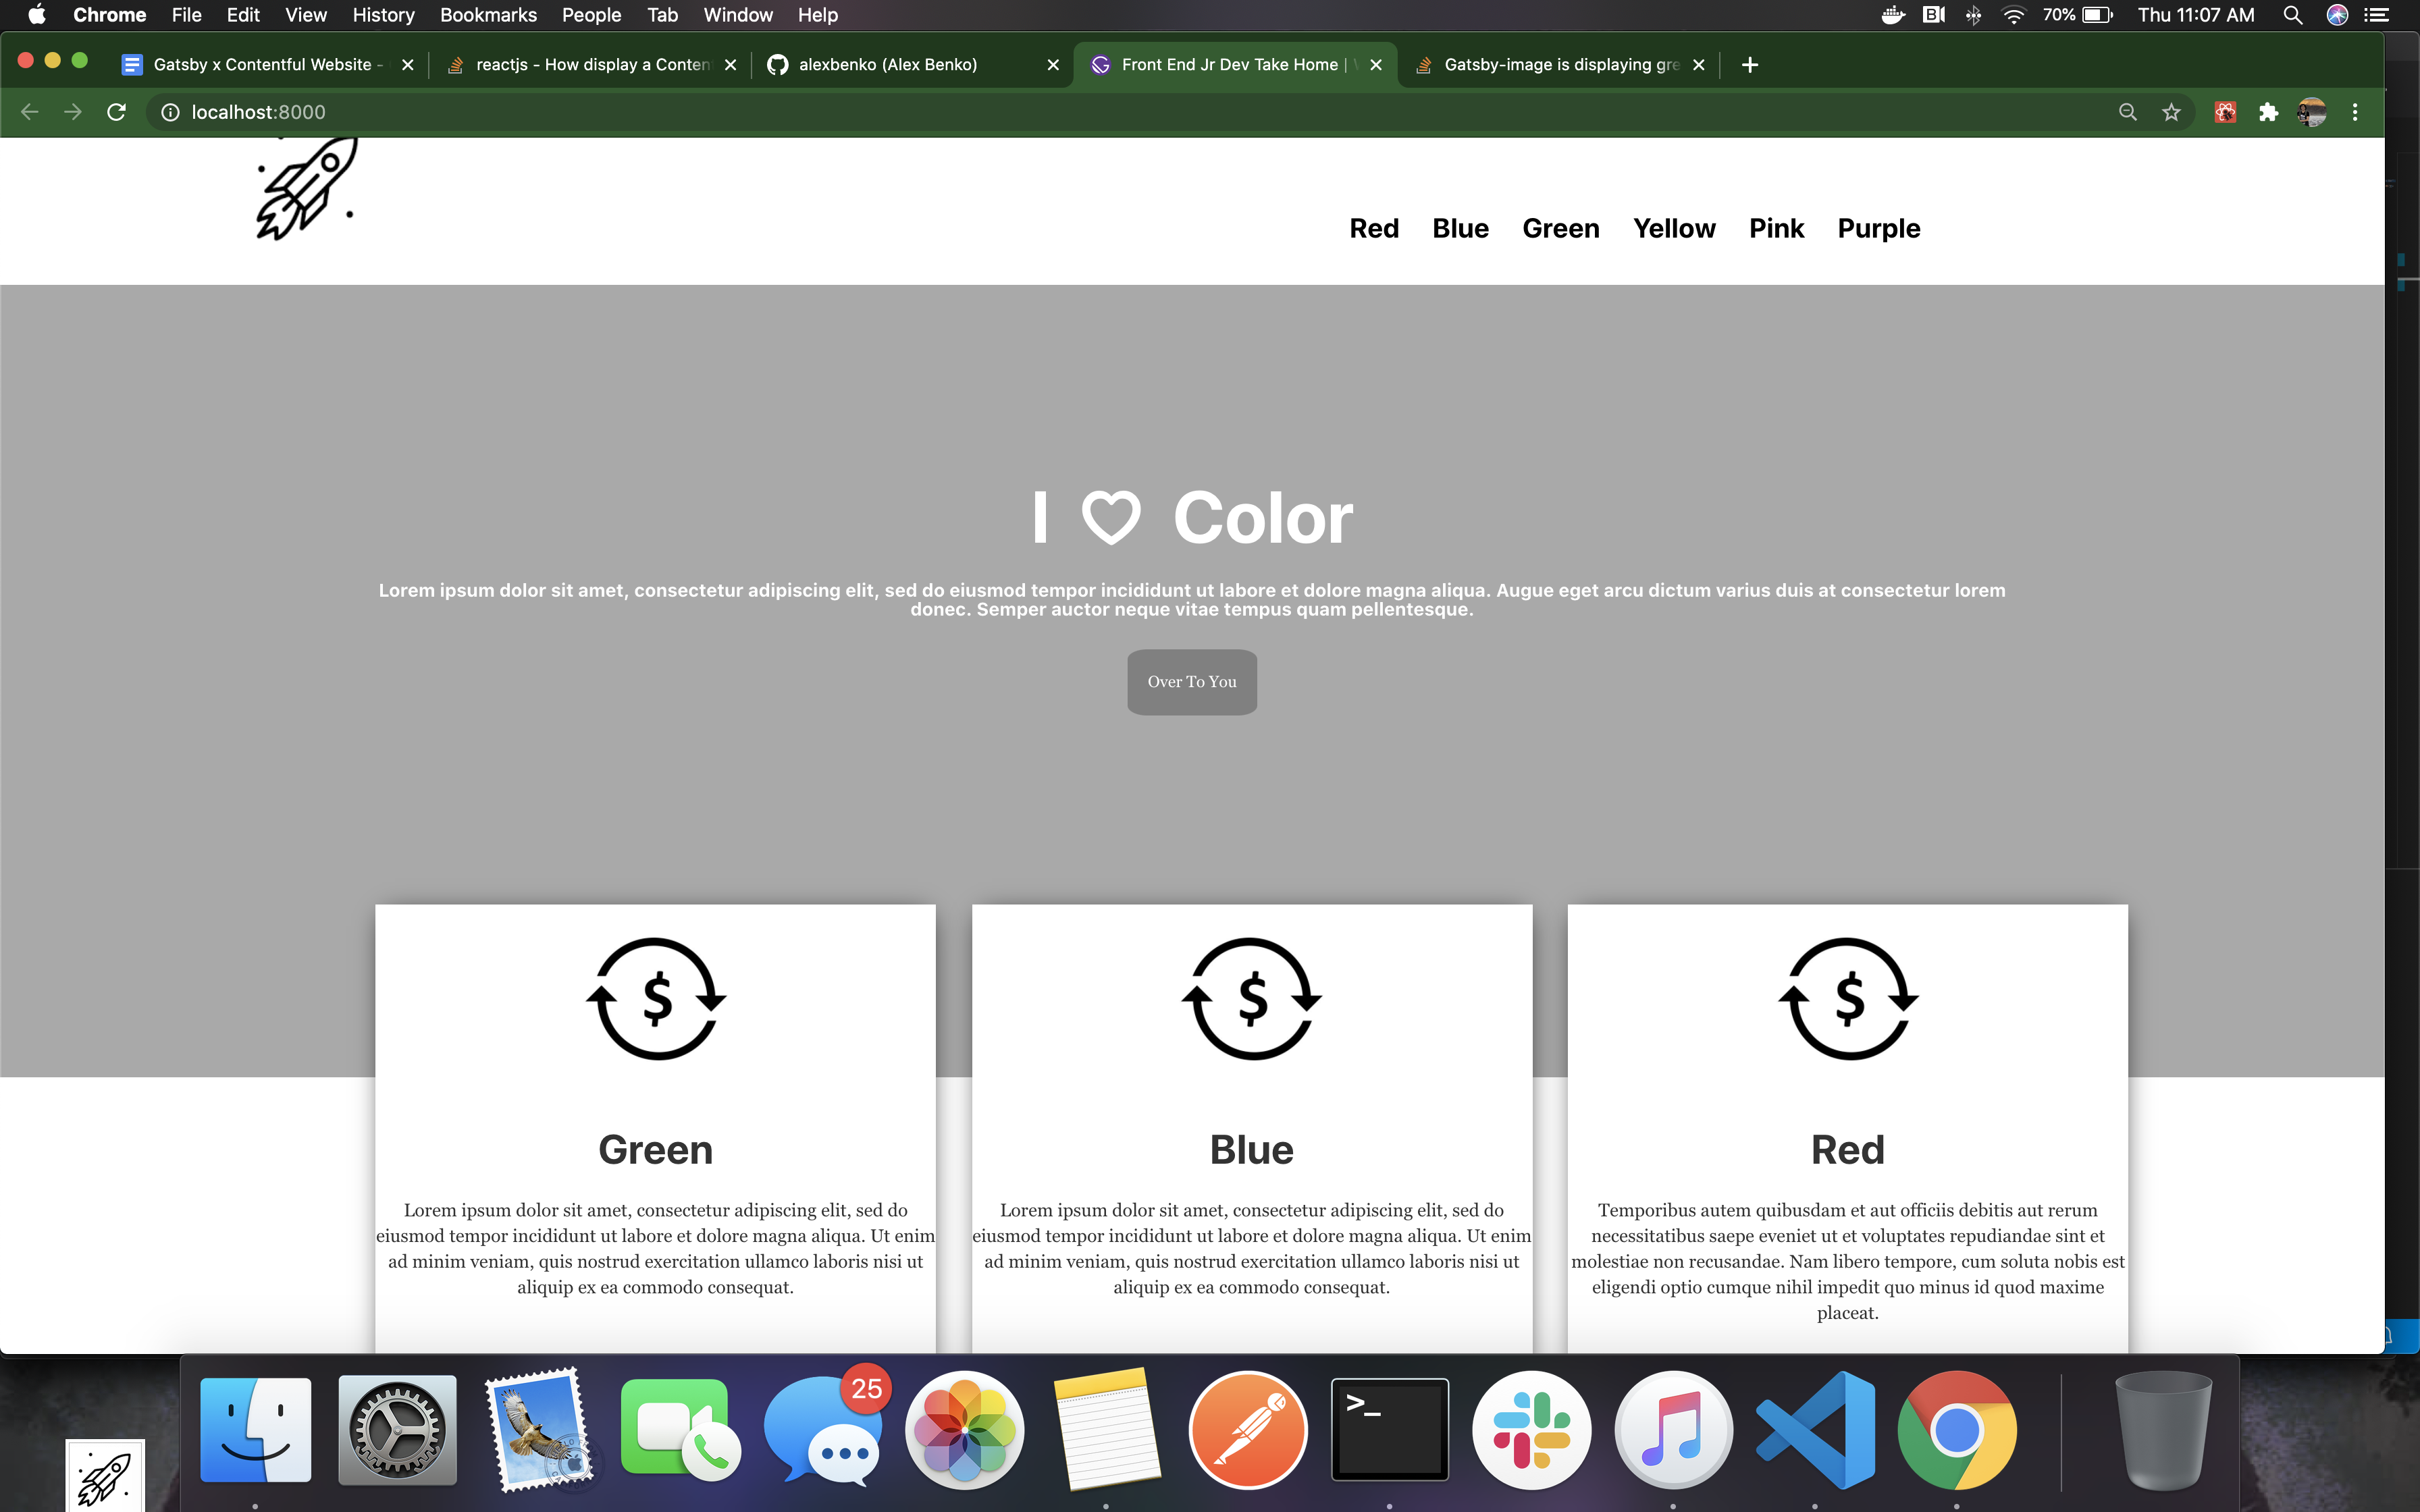 Chrome File Edit View History Bookmarks People Tab Window Help 70% Thu 11:07 AM
Gatsby x Contentful Website - reactjs - How display a Conten alexbenko (Alex Benko) Front End Jr Dev Take Home | Gatsby-image is displaying gre
localhost:8000
Red Blue Green Yellow Pink Purple
I ♡ Color
Lorem ipsum dolor sit amet, consectetur adipiscing elit, sed do eiusmod tempor incididunt ut labore et dolore magna aliqua. Augue eget arcu dictum varius duis at consectetur lorem
donec. Semper auctor neque vitae tempus quam pellentesque.
Over To You
$ $ $
Green
Lorem ipsum dolor sit amet, consectetur adipiscing elit, sed do
eiusmod tempor incididunt ut labore et dolore magna aliqua. Ut enim
ad minim veniam, quis nostrud exercitation ullamco laboris nisi ut
aliquip ex ea commodo consequat.
Blue
Lorem ipsum dolor sit amet, consectetur adipiscing elit, sed do
eiusmod tempor incididunt ut labore et dolore magna aliqua. Ut enim
ad minim veniam, quis nostrud exercitation ullamco laboris nisi ut
aliquip ex ea commodo consequat.
Red
Temporibus autem quibusdam et aut officiis debitis aut rerum
necessitatibus saepe eveniet ut et voluptates repudiandae sint et
molestiae non recusandae. Nam libero tempore, cum soluta nobis est
eligendi optio cumque nihil impedit quo minus id quod maxime
placeat.
25
>_